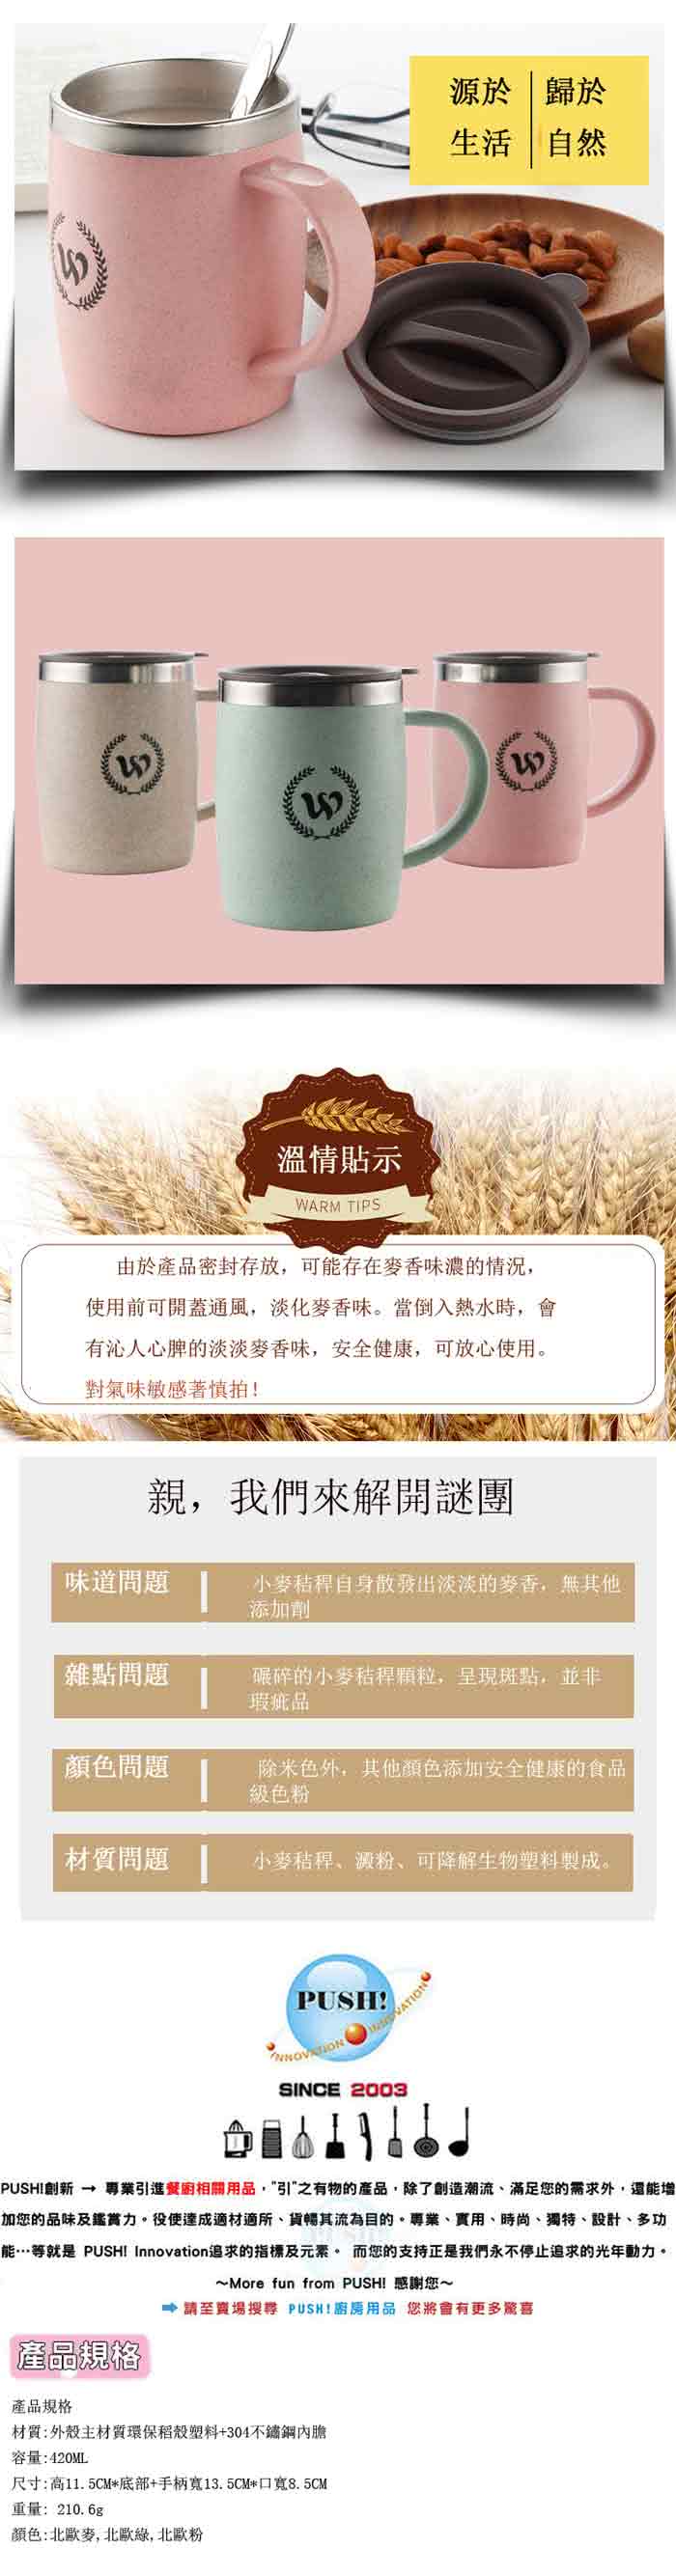 源於 歸於
生活 自然
溫情貼示
WARM TIPS
由於產品密封存放，可能存在麥香味濃的情況，
使用前可開蓋通風，淡化麥香味。當倒入熱水時，會
有沁人心脾的淡淡麥香味，安全健康，可放心使用。
對氣味敏感著慎拍！
親，我們來解開謎團
味道問題
小麥秸稈自身散發出淡淡的麥香，無其他
添加劑
雜點問題
碾碎的小麥秸稈顆粒，呈現斑點，並非
瑕疵品
顏色問題
除米色外，其他顏色添加安全健康的食品
級色粉
材質問題
小麥秸稈、澱粉、可降解生物塑料製成。
PUSH!
INNOVATION INNOVATION
SINCE 2003
PUSH!創新 → 專業引進餐廚相關用品，"引"之有物的產品，除了創造潮流、滿足您的需求外，還能增
加您的品味及鑑賞力。役使達成適材適所、貨暢其流為目的。專業、實用、時尚、獨特、設計、多功
能…等就是 PUSH! Innovation追求的指標及元素。 而您的支持正是我們永不停止追求的光年動力。
～More fun from PUSH! 感謝您～
➡ 請至賣場搜尋 PUSH!廚房用品 您將會有更多驚喜
產品規格
產品規格
材質:外殼主材質環保稻殼塑料+304不鏽鋼內膽
容量:420ML
尺寸:高11.5CM*底部+手柄寬13.5CM*口寬8.5CM
重量: 210.6g
顏色:北歐麥,北歐綠,北歐粉